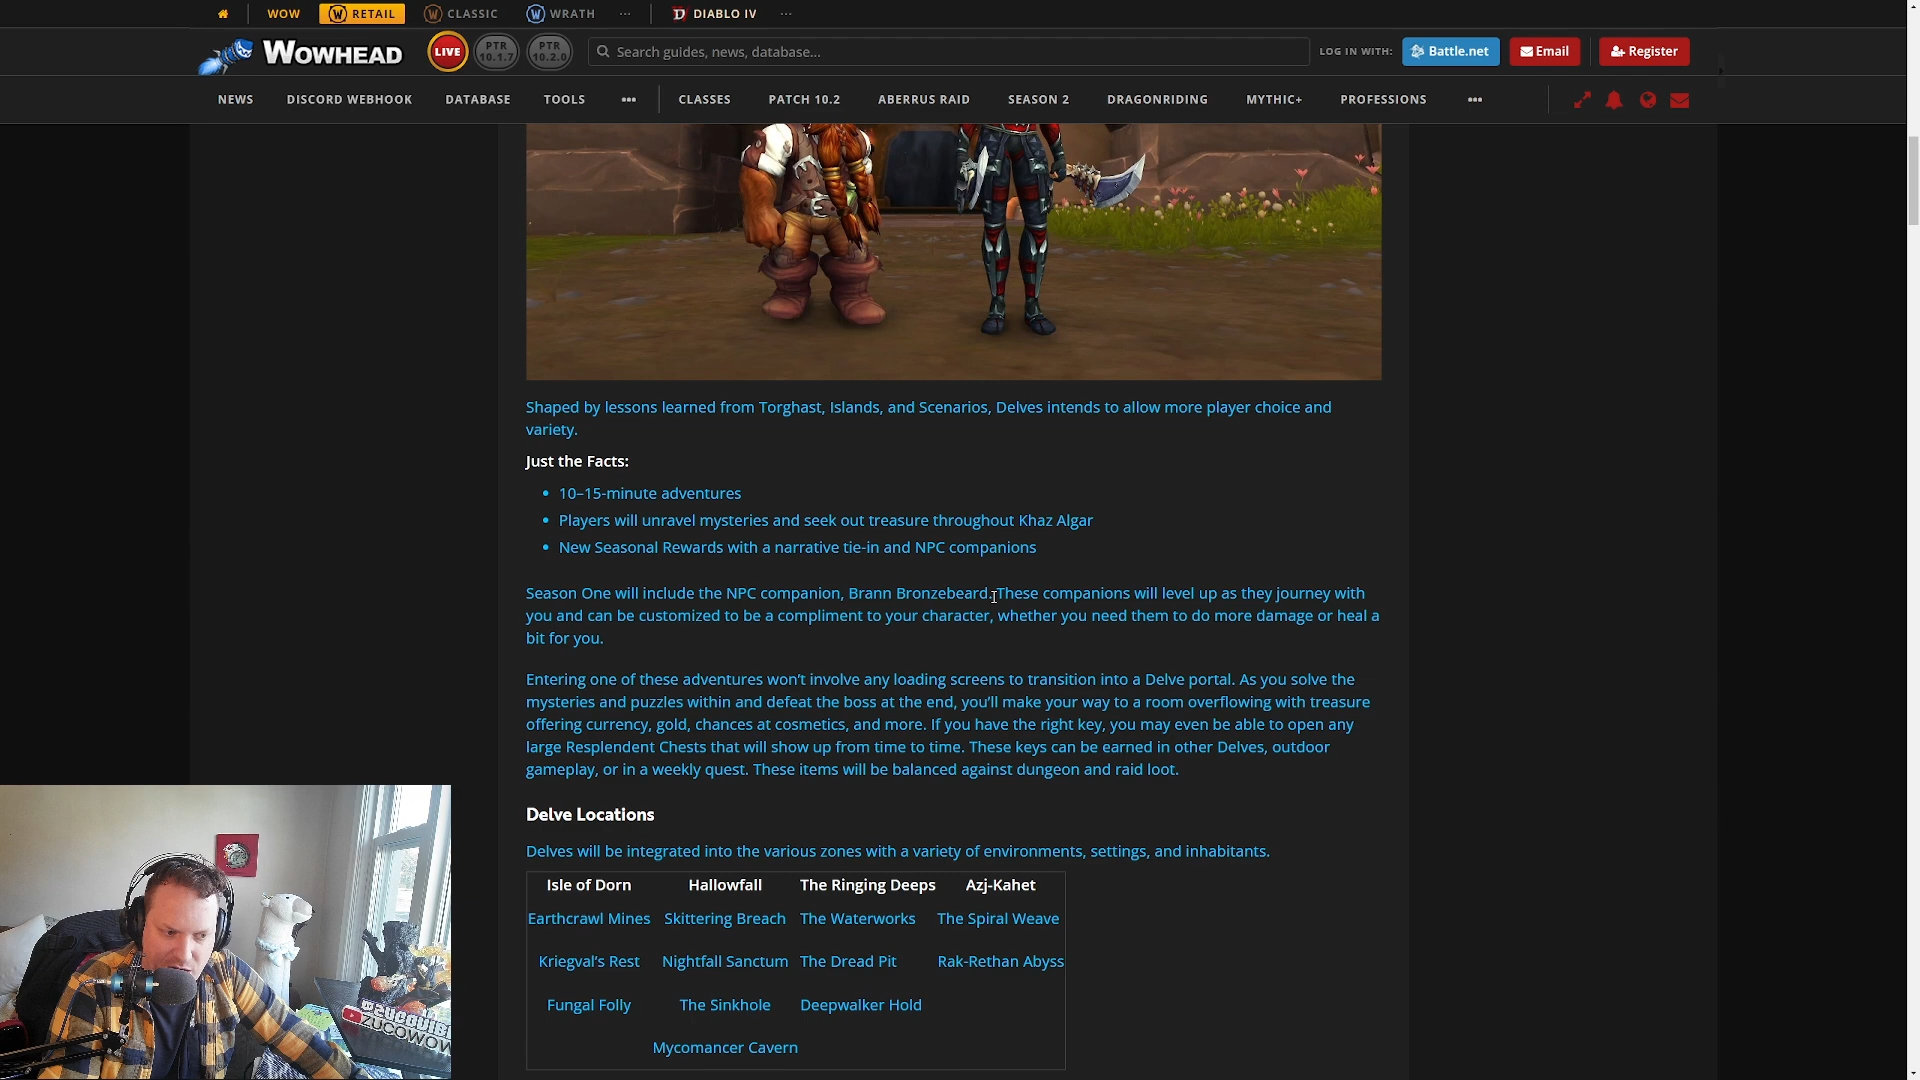 WOW RETAIL CLASSIC WRATH ... DIABLO IV ...
WOWHEAD LIVE PTR 10.1.7 PTR 10.2.0 Search guides, news, database... LOG IN WITH: Battle.net Email Register
NEWS DISCORD WEBHOOK DATABASE TOOLS ••• CLASSES PATCH 10.2 ABERRUS RAID SEASON 2 DRAGONRIDING MYTHIC+ PROFESSIONS •••
Shaped by lessons learned from Torghast, Islands, and Scenarios, Delves intends to allow more player choice and
variety.
Just the Facts:
• 10–15-minute adventures
• Players will unravel mysteries and seek out treasure throughout Khaz Algar
• New Seasonal Rewards with a narrative tie-in and NPC companions
Season One will include the NPC companion, Brann Bronzebeard. These companions will level up as they journey with
you and can be customized to be a compliment to your character, whether you need them to do more damage or heal a
bit for you.
Entering one of these adventures won't involve any loading screens to transition into a Delve portal. As you solve the
mysteries and puzzles within and defeat the boss at the end, you'll make your way to a room overflowing with treasure
offering currency, gold, chances at cosmetics, and more. If you have the right key, you may even be able to open any
large Resplendent Chests that will show up from time to time. These keys can be earned in other Delves, outdoor
gameplay, or in a weekly quest. These items will be balanced against dungeon and raid loot.
Delve Locations
Delves will be integrated into the various zones with a variety of environments, settings, and inhabitants.
Isle of Dorn Hallowfall The Ringing Deeps Azj-Kahet
Earthcrawl Mines Skittering Breach The Waterworks The Spiral Weave
Kriegval's Rest Nightfall Sanctum The Dread Pit Rak-Rethan Abyss
Fungal Folly The Sinkhole Deepwalker Hold
Mycomancer Cavern
ZUCOWOW